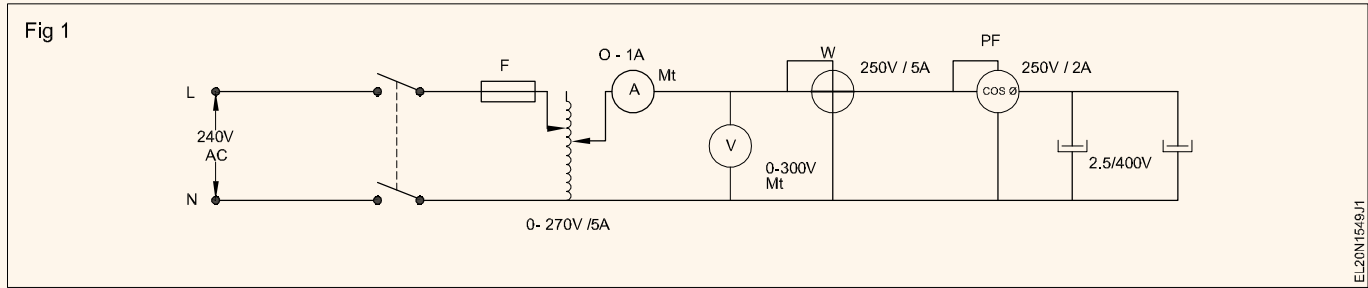 Fig 1
L
N
240V
AC
F
0- 270V /5A
O - 1A
A
Mt
V
0-300V
Mt
W
250V / 5A
PF
250V / 2A
COS Ø
2.5/400V
EL20N1549J1